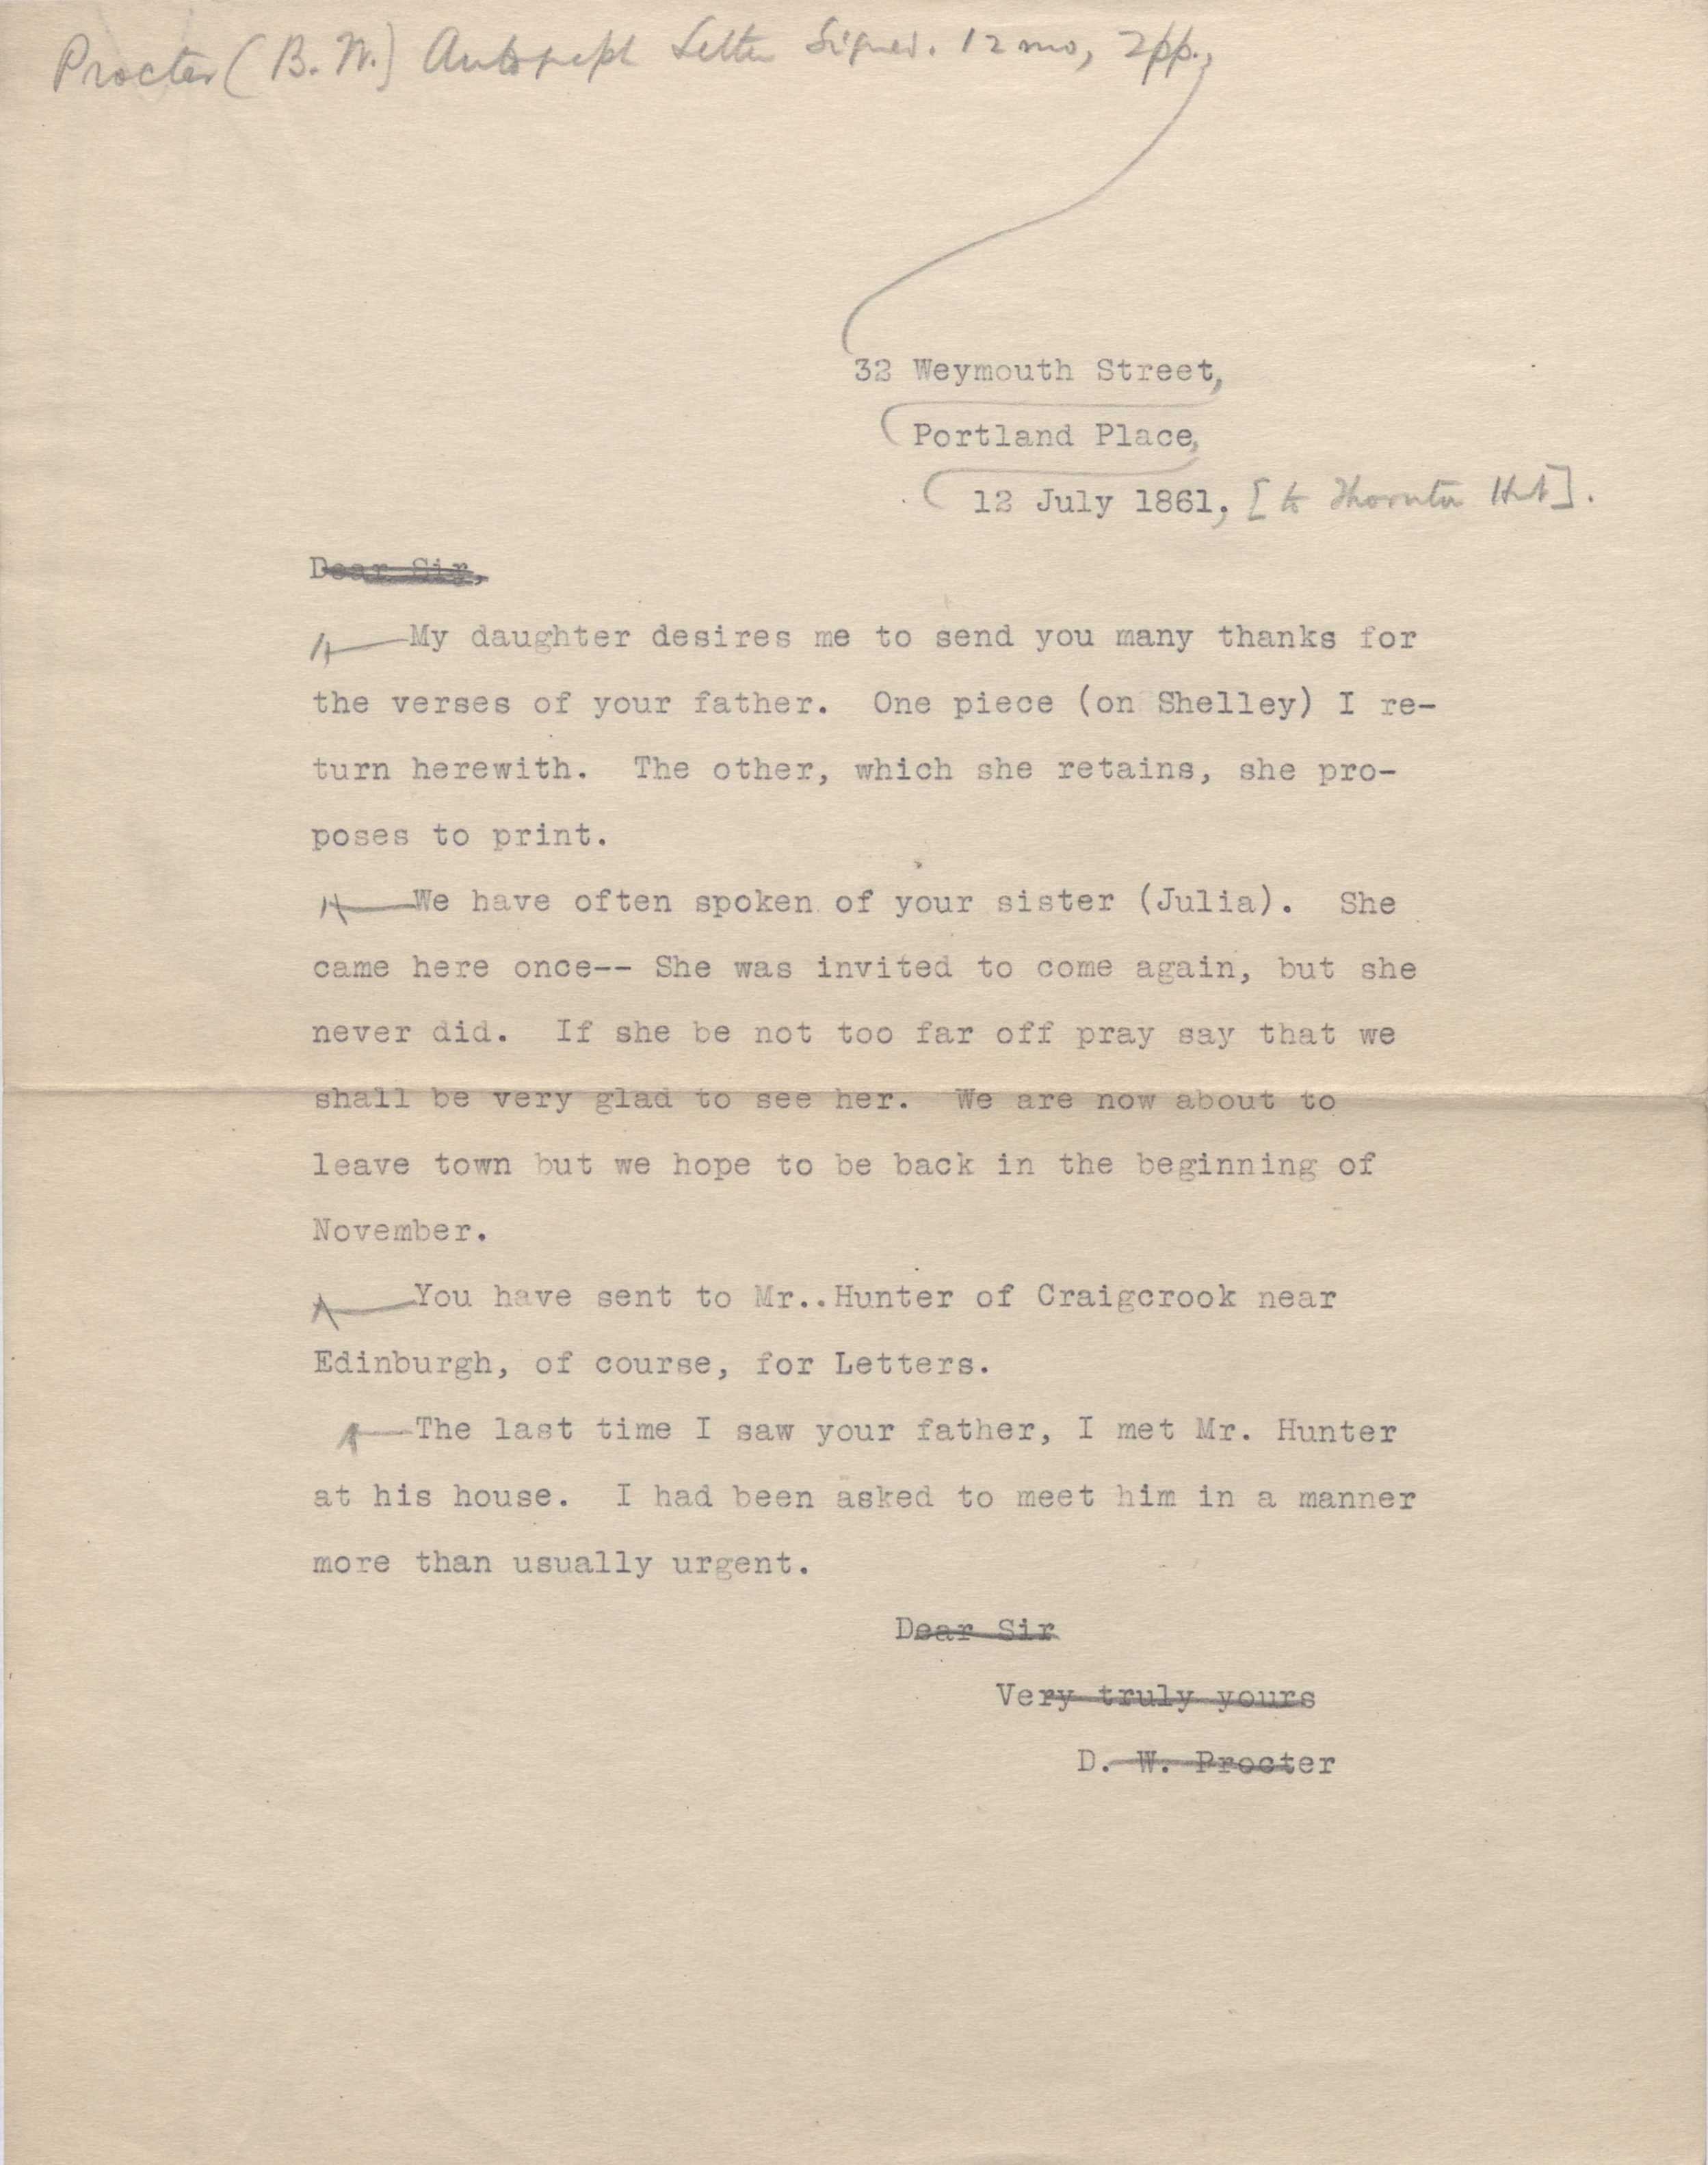 Procter (B. W.) Autograph Letter Signed. 12 mo, 2pp.,
32 Weymouth Street,
Portland Place,
12 July 1861, [to Thornton Hunt].
Dear Sir,
My daughter desires me to send you many thanks for
the verses of your father. One piece (on Shelley) I re-
turn herewith. The other, which she retains, she pro-
poses to print.
We have often spoken of your sister (Julia). She
came here once-- She was invited to come again, but she
never did. If she be not too far off pray say that we
shall be very glad to see her. We are now about to
leave town but we hope to be back in the beginning of
November.
You have sent to Mr..Hunter of Craigcrook near
Edinburgh, of course, for Letters.
The last time I saw your father, I met Mr. Hunter
at his house. I had been asked to meet him in a manner
more than usually urgent.
Dear Sir
Very truly yours
D. W. Procter